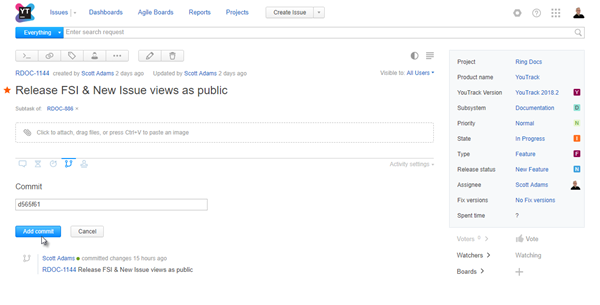 YT
Issues
Dashboards
Agile Boards
Reports
Projects
Create Issue
Everything
Enter search request
RDOC-1144 created by Scott Adams 2 days ago Updated by Scott Adams 2 days ago
Visible to: All Users
Release FSI & New Issue views as public
Subtask of RDOC-886
Click to attach, drag files, or press Ctrl+V to paste an image
Activity settings
Commit
d565f61
Add commit
Cancel
Scott Adams committed changes 15 hours ago
RDOC-1144 Release FSI & New Issue views as public
Project Ring Docs
Product name YouTrack
YouTrack Version YouTrack 2018.2 Y
Subsystem Documentation D
Priority Normal N
State In Progress I
Type Feature F
Release status New Feature N
Assignee Scott Adams
Fix versions No Fix versions
Spent time ?
Voters ? Vote
Watchers Watching
Boards